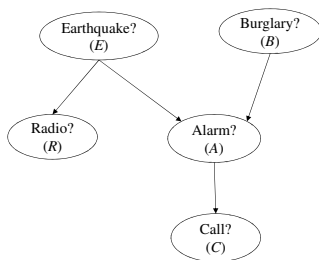 Earthquake?
(E)
Burglary?
(B)
Radio?
(R)
Alarm?
(A)
Call?
(C)